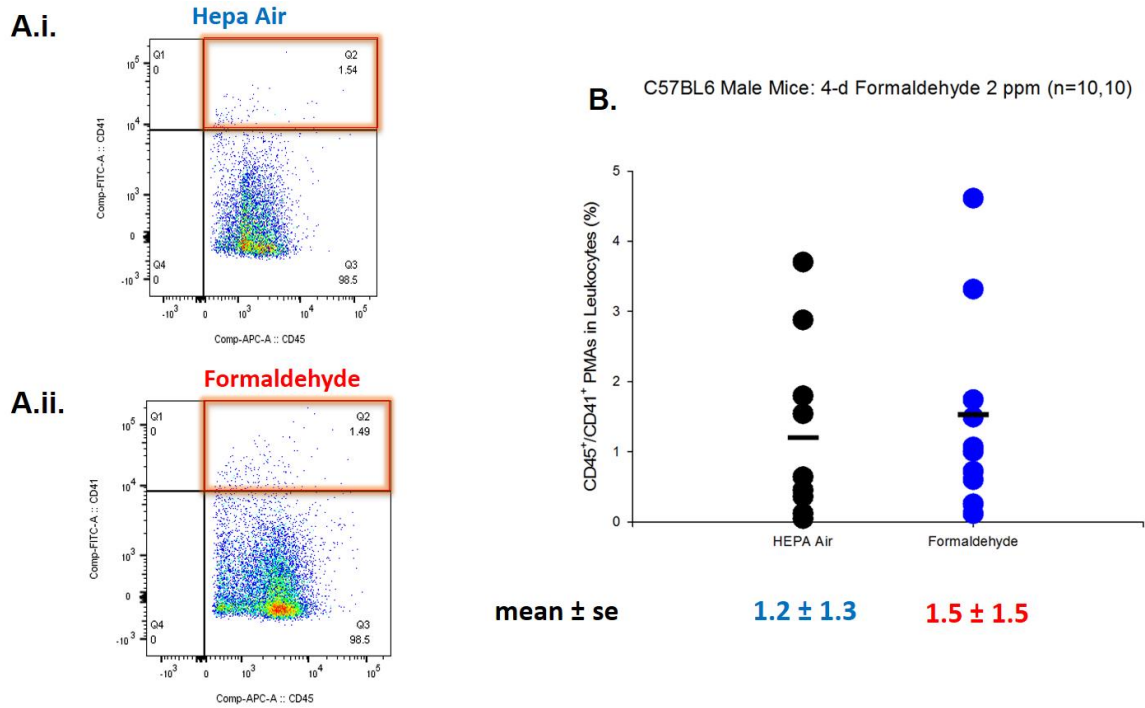 A.i.
Hepa Air
Q1
0
Q2
1.54
10^5
10^4
10^3
0
-10^3
Comp-FITC-A :: CD41
Q4
0
Q3
98.5
-10^3 0 10^3 10^4 10^5
Comp-APC-A :: CD45
A.ii.
Formaldehyde
Q1
0
Q2
1.49
10^5
10^4
10^3
0
-10^3
Comp-FITC-A :: CD41
Q4
0
Q3
98.5
-10^3 0 10^3 10^4 10^5
Comp-APC-A :: CD45
B.
C57BL6 Male Mice: 4-d Formaldehyde 2 ppm (n=10,10)
CD45⁺/CD41⁺ PMAs in Leukocytes (%)
5
4
3
2
1
0
HEPA Air Formaldehyde
mean ± se 1.2 ± 1.3 1.5 ± 1.5